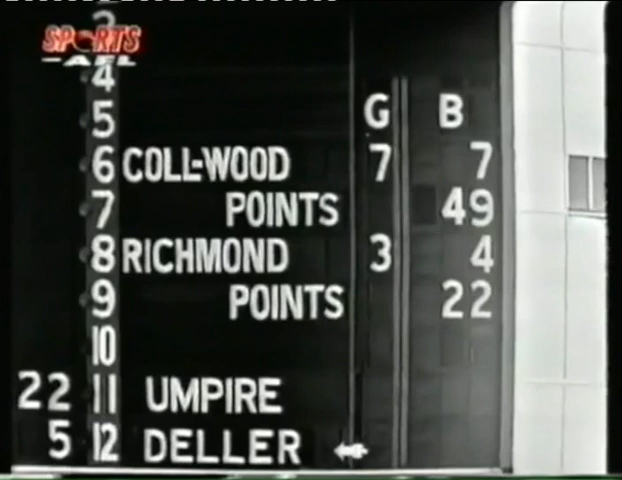 3
SPORTS
AFL
4
5 G B
6 COLL-WOOD 7 7
7 POINTS 49
8 RICHMOND 3 4
9 POINTS 22
10
22 11 UMPIRE
5 12 DELLER